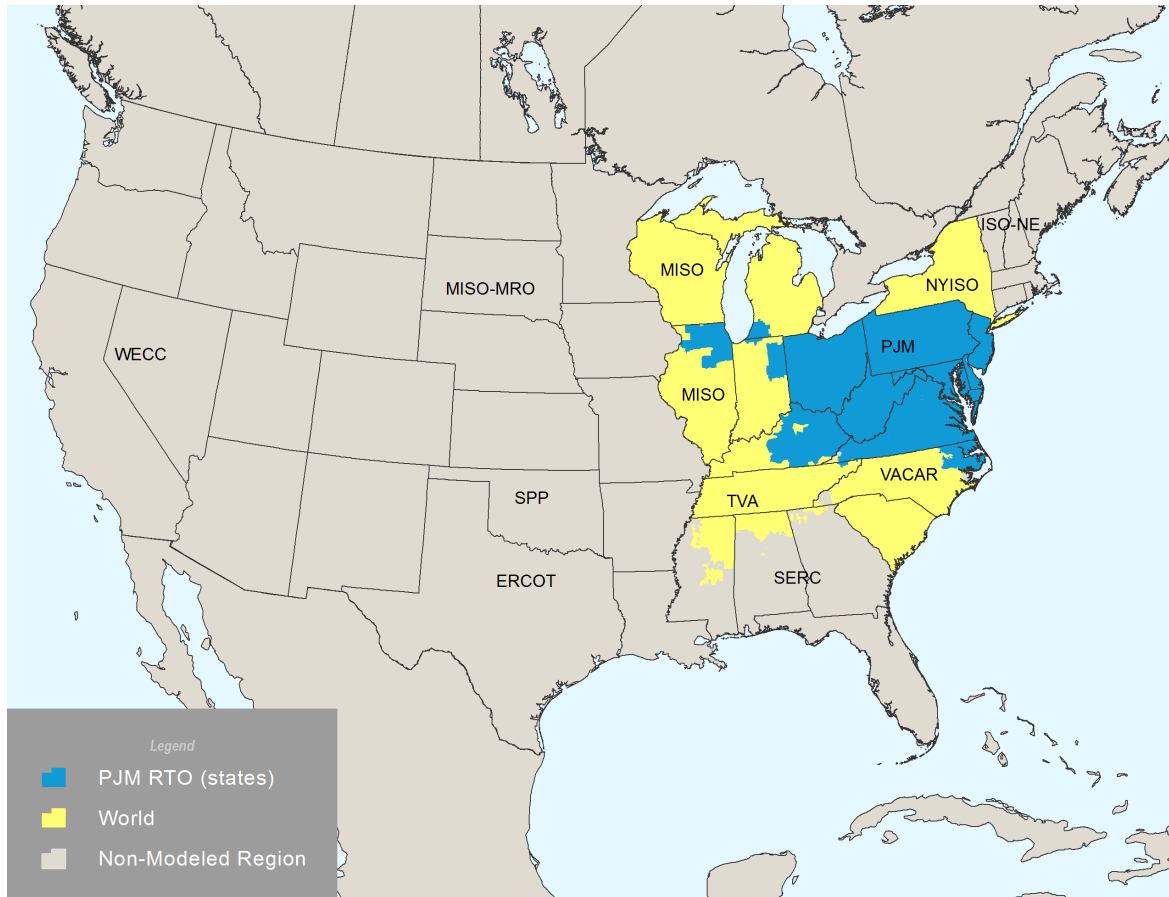 ISO-NE
MISO
NYISO
MISO-MRO
PJM
WECC
MISO
VACAR
SPP
TVA
ERCOT
SERC
Legend
PJM RTO (states)
World
Non-Modeled Region